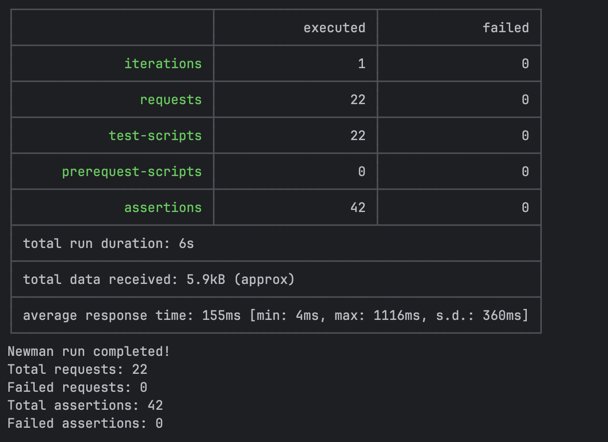 executed failed
iterations 1 0
requests 22 0
test-scripts 22 0
prerequest-scripts 0 0
assertions 42 0
total run duration: 6s
total data received: 5.9kB (approx)
average response time: 155ms [min: 4ms, max: 1116ms, s.d.: 360ms]
Newman run completed!
Total requests: 22
Failed requests: 0
Total assertions: 42
Failed assertions: 0